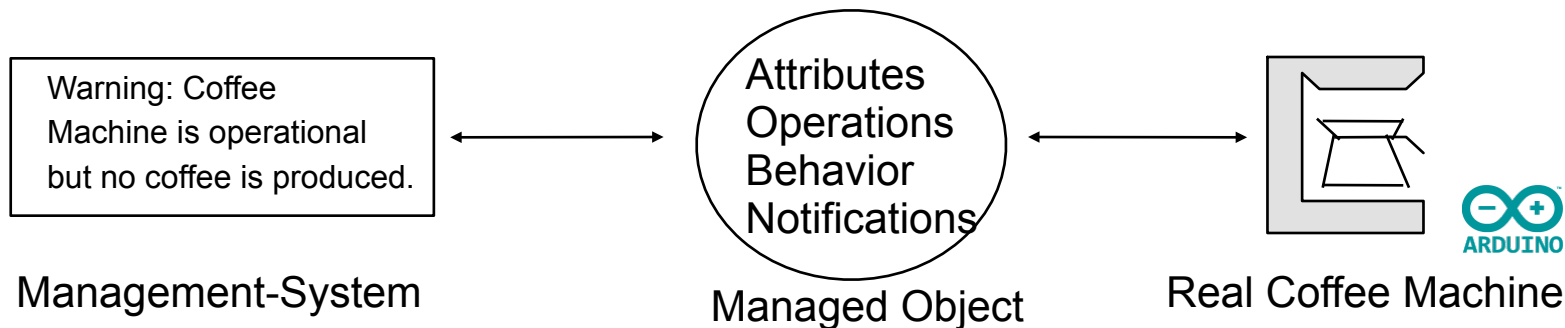 Warning: Coffee
Machine is operational
but no coffee is produced.
Management-System
Attributes
Operations
Behavior
Notifications
Managed Object
ARDUINO
Real Coffee Machine